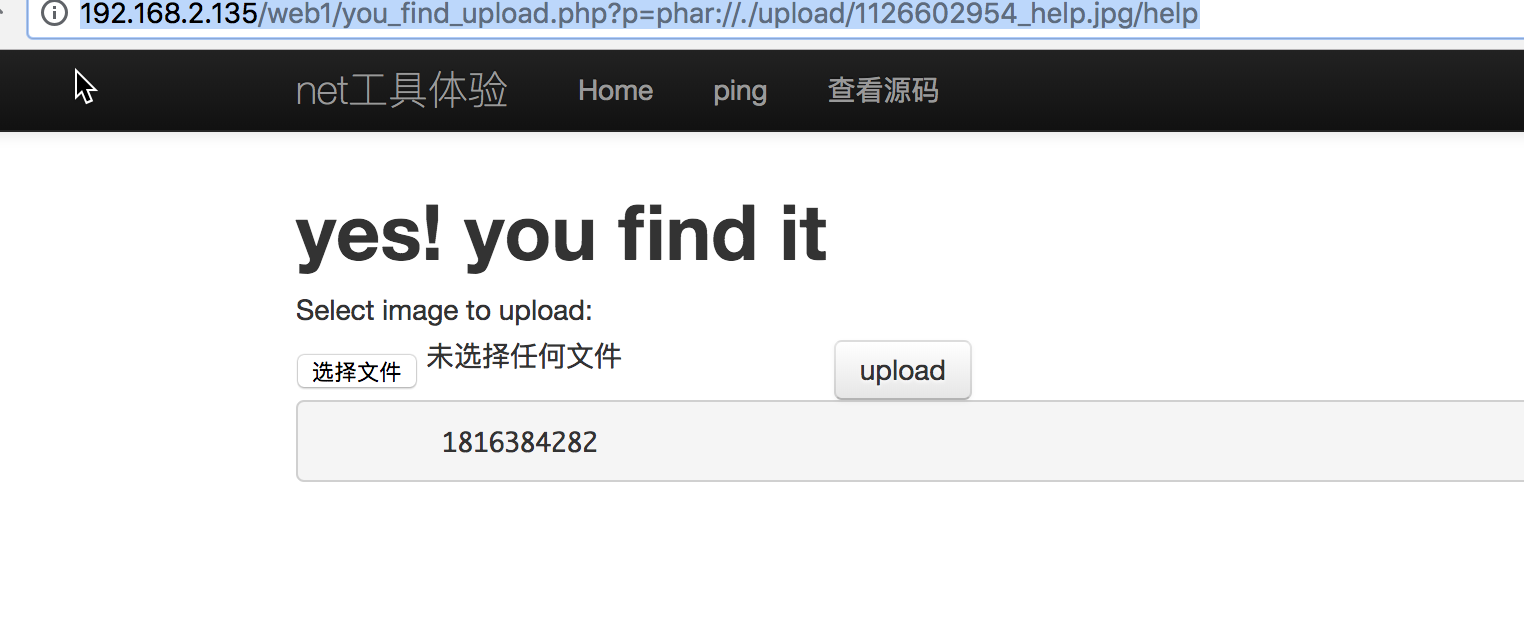 192.168.2.135/web1/you_find_upload.php?p=phar://./upload/1126602954_help.jpg/help
net工具体验 Home ping 查看源码
yes! you find it
Select image to upload:
选择文件 未选择任何文件 upload
1816384282